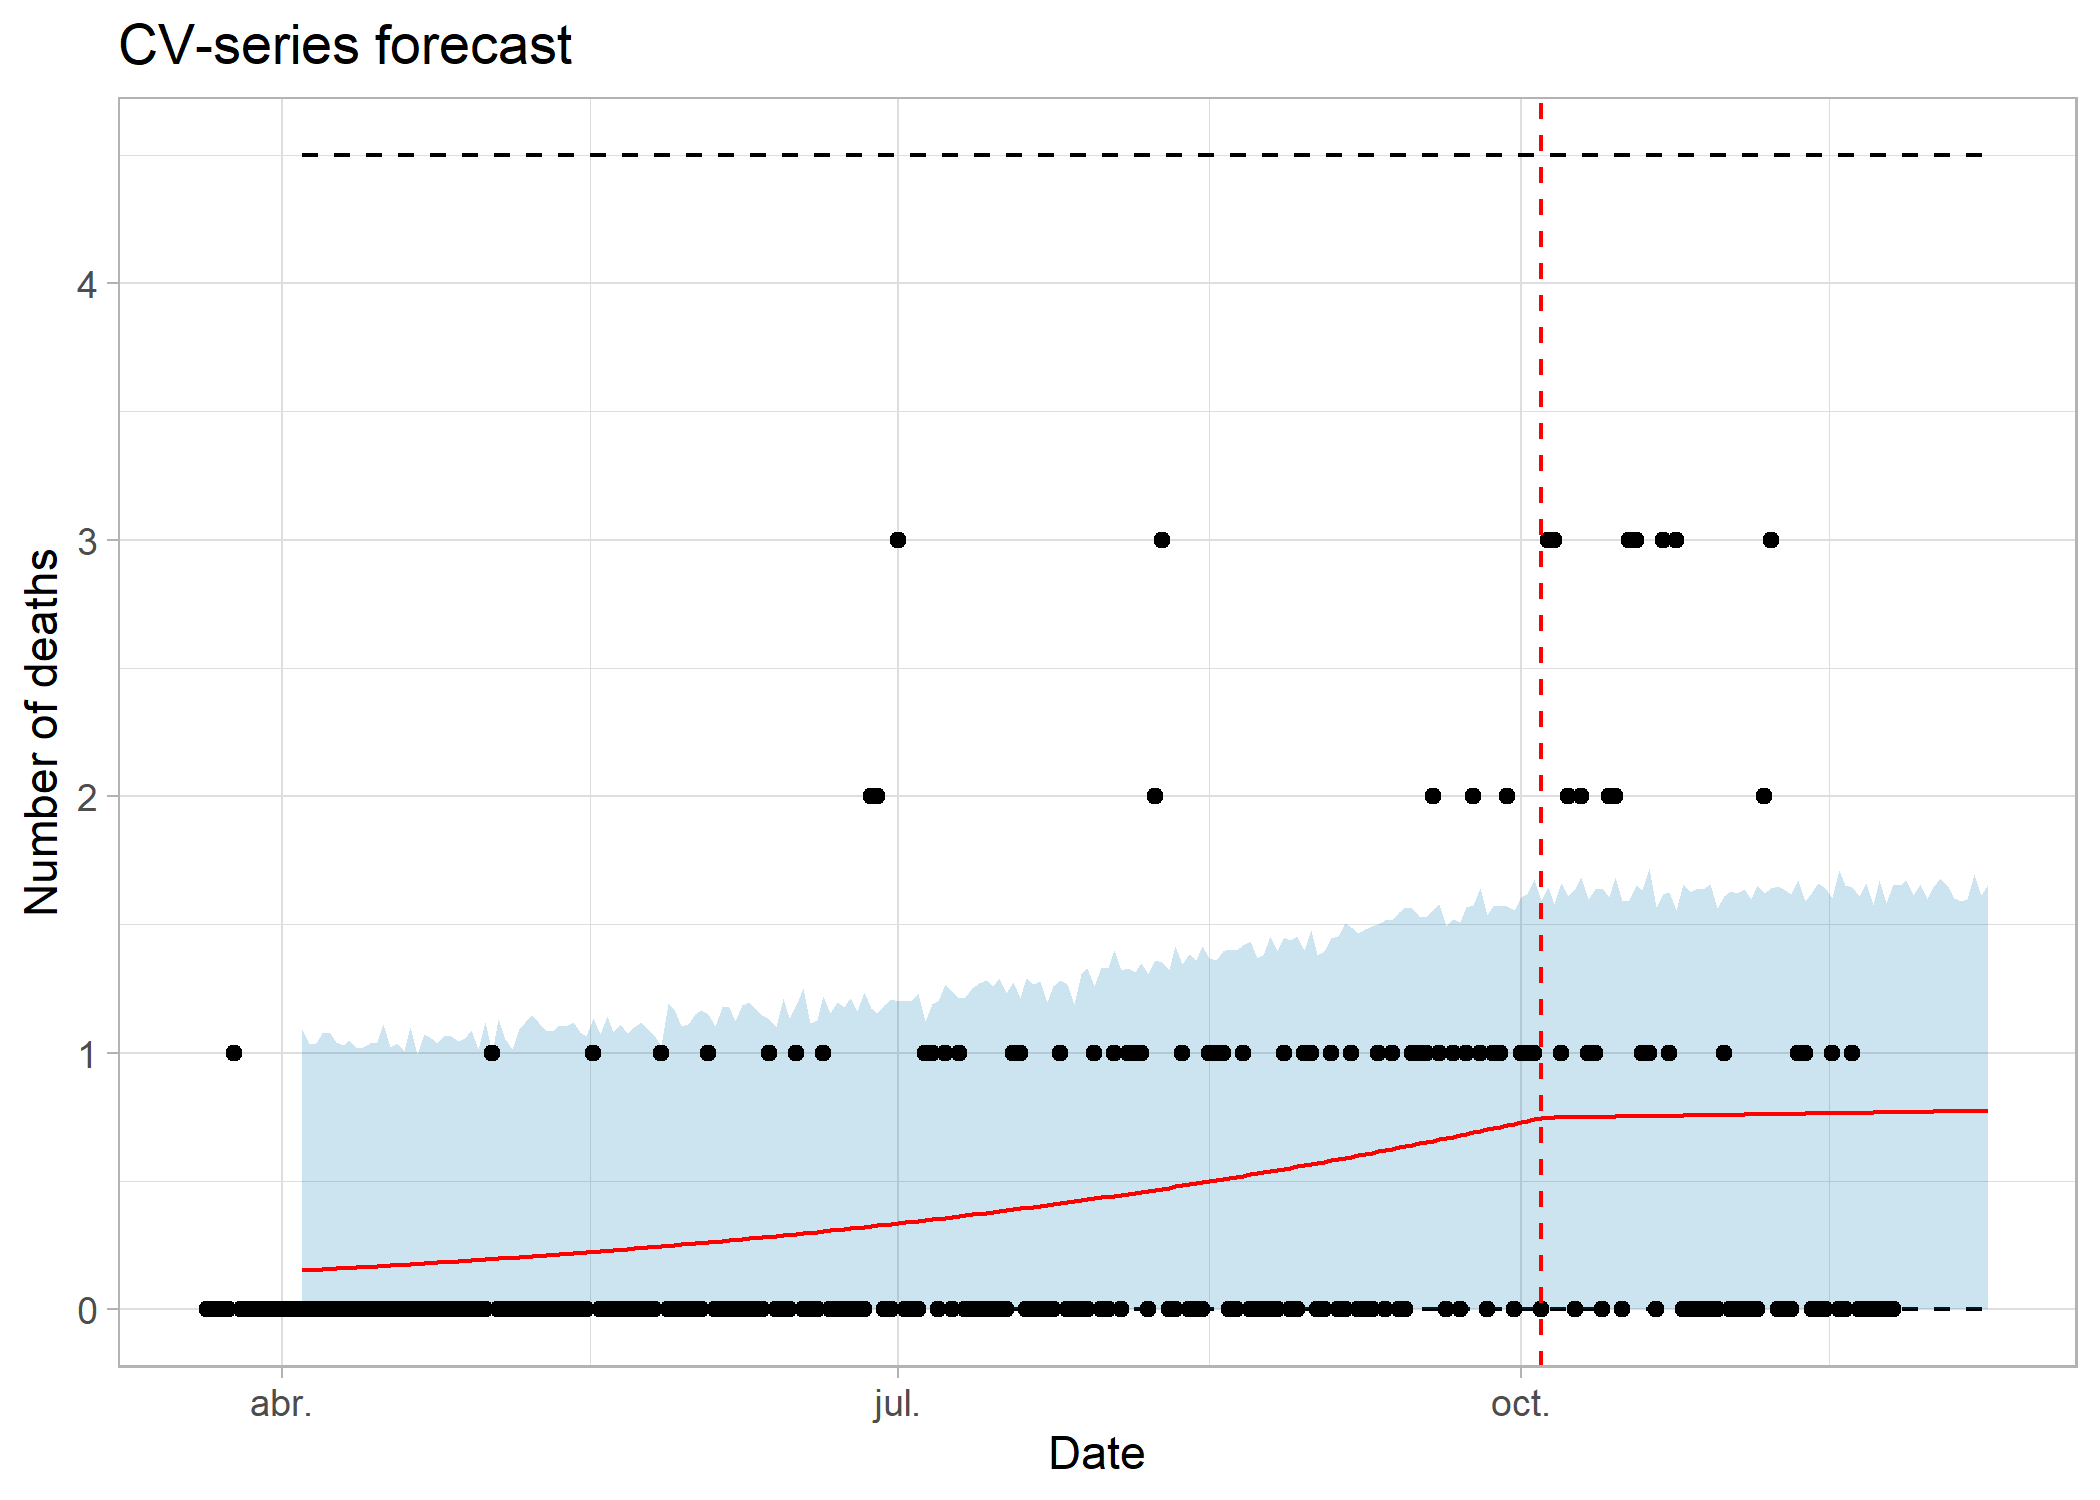 CV-series forecast
Number of deaths
4
3
2
1
0
abr.
jul.
oct.
Date